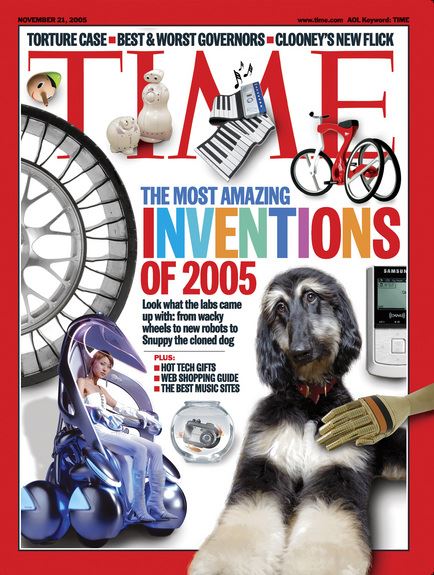 NOVEMBER 21, 2005
www.time.com AOL Keyword: TIME
TORTURE CASE ■ BEST & WORST GOVERNORS ■ CLOONEY'S NEW FLICK
TIME
THE MOST AMAZING
INVENTIONS
OF 2005
Look what the labs came
up with: from wacky
wheels to new robots to
Snuppy the cloned dog
PLUS:
■ HOT TECH GIFTS
■ WEB SHOPPING GUIDE
■ THE BEST MUSIC SITES
SAMSUNG